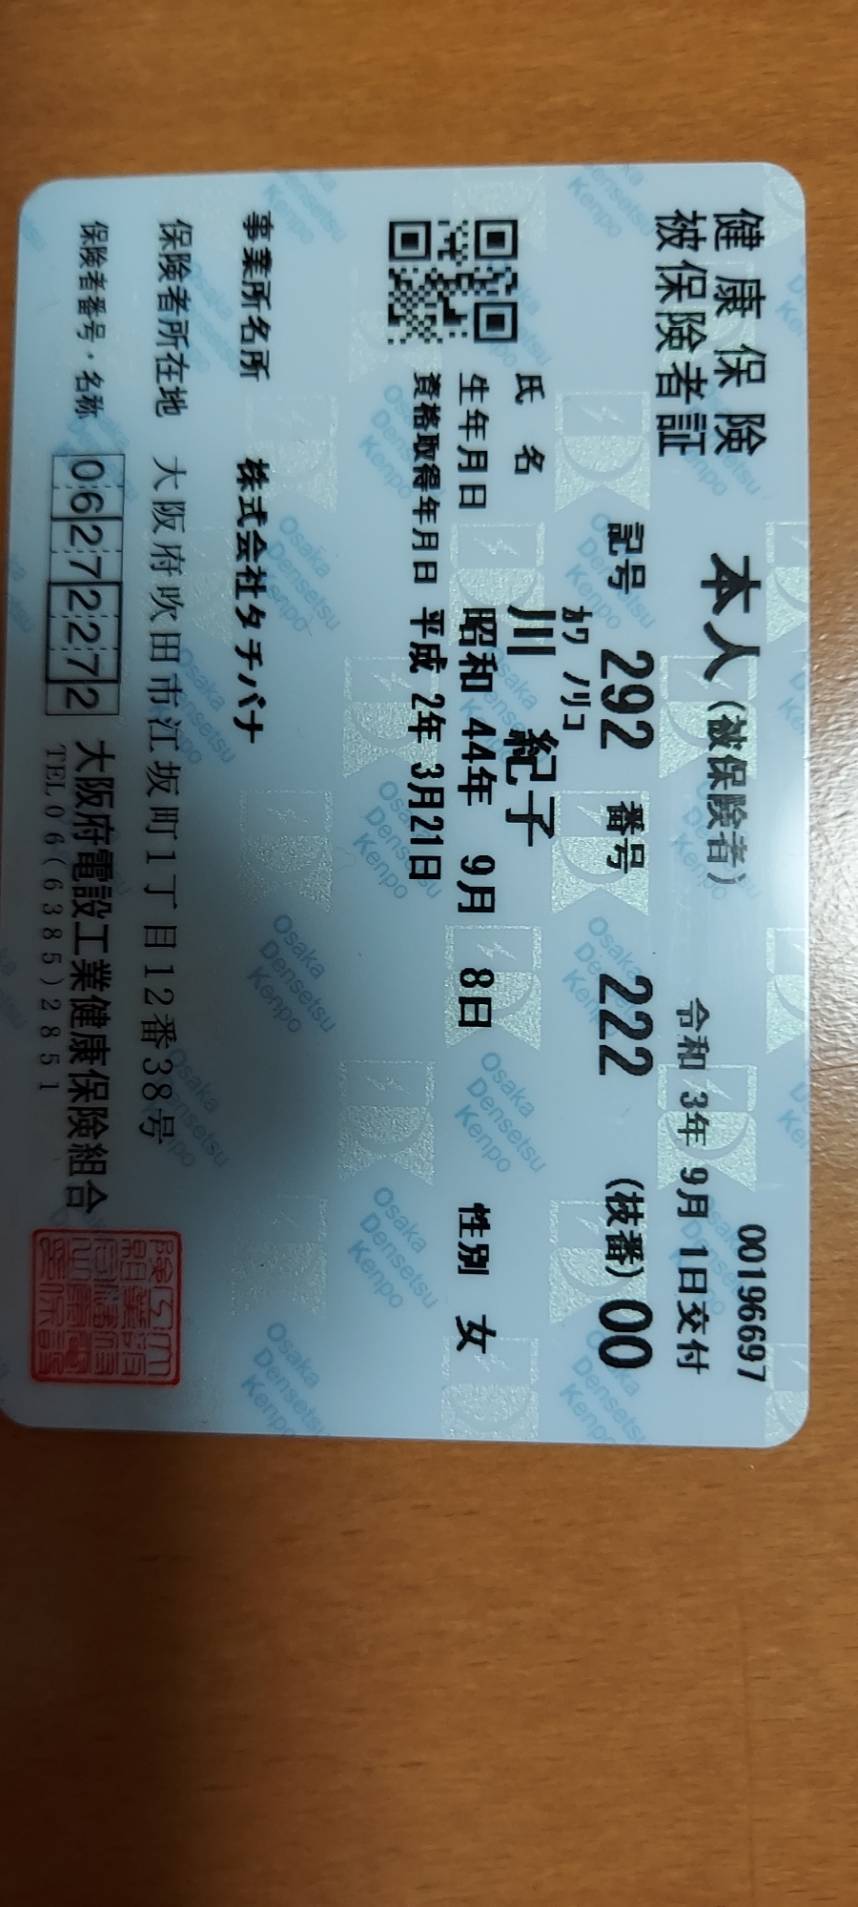 健康保険
被保険者証
本人(被保険者)
00196697
令和 3年 9月 1日交付
記号 292 番号 222 (枝番) 00
カワ ノリコ
氏名 川 紀子
生年月日 昭和 44年 9月 8日 性別 女
資格取得年月日 平成 2年 3月21日
事業所名所 株式会社タチバナ
保険者所在地 大阪府吹田市江坂町1丁目12番38号
保険者番号・名称 06272272 大阪府電設工業健康保険組合
TEL06(6385)2851
Osaka Densetsu Kenpo